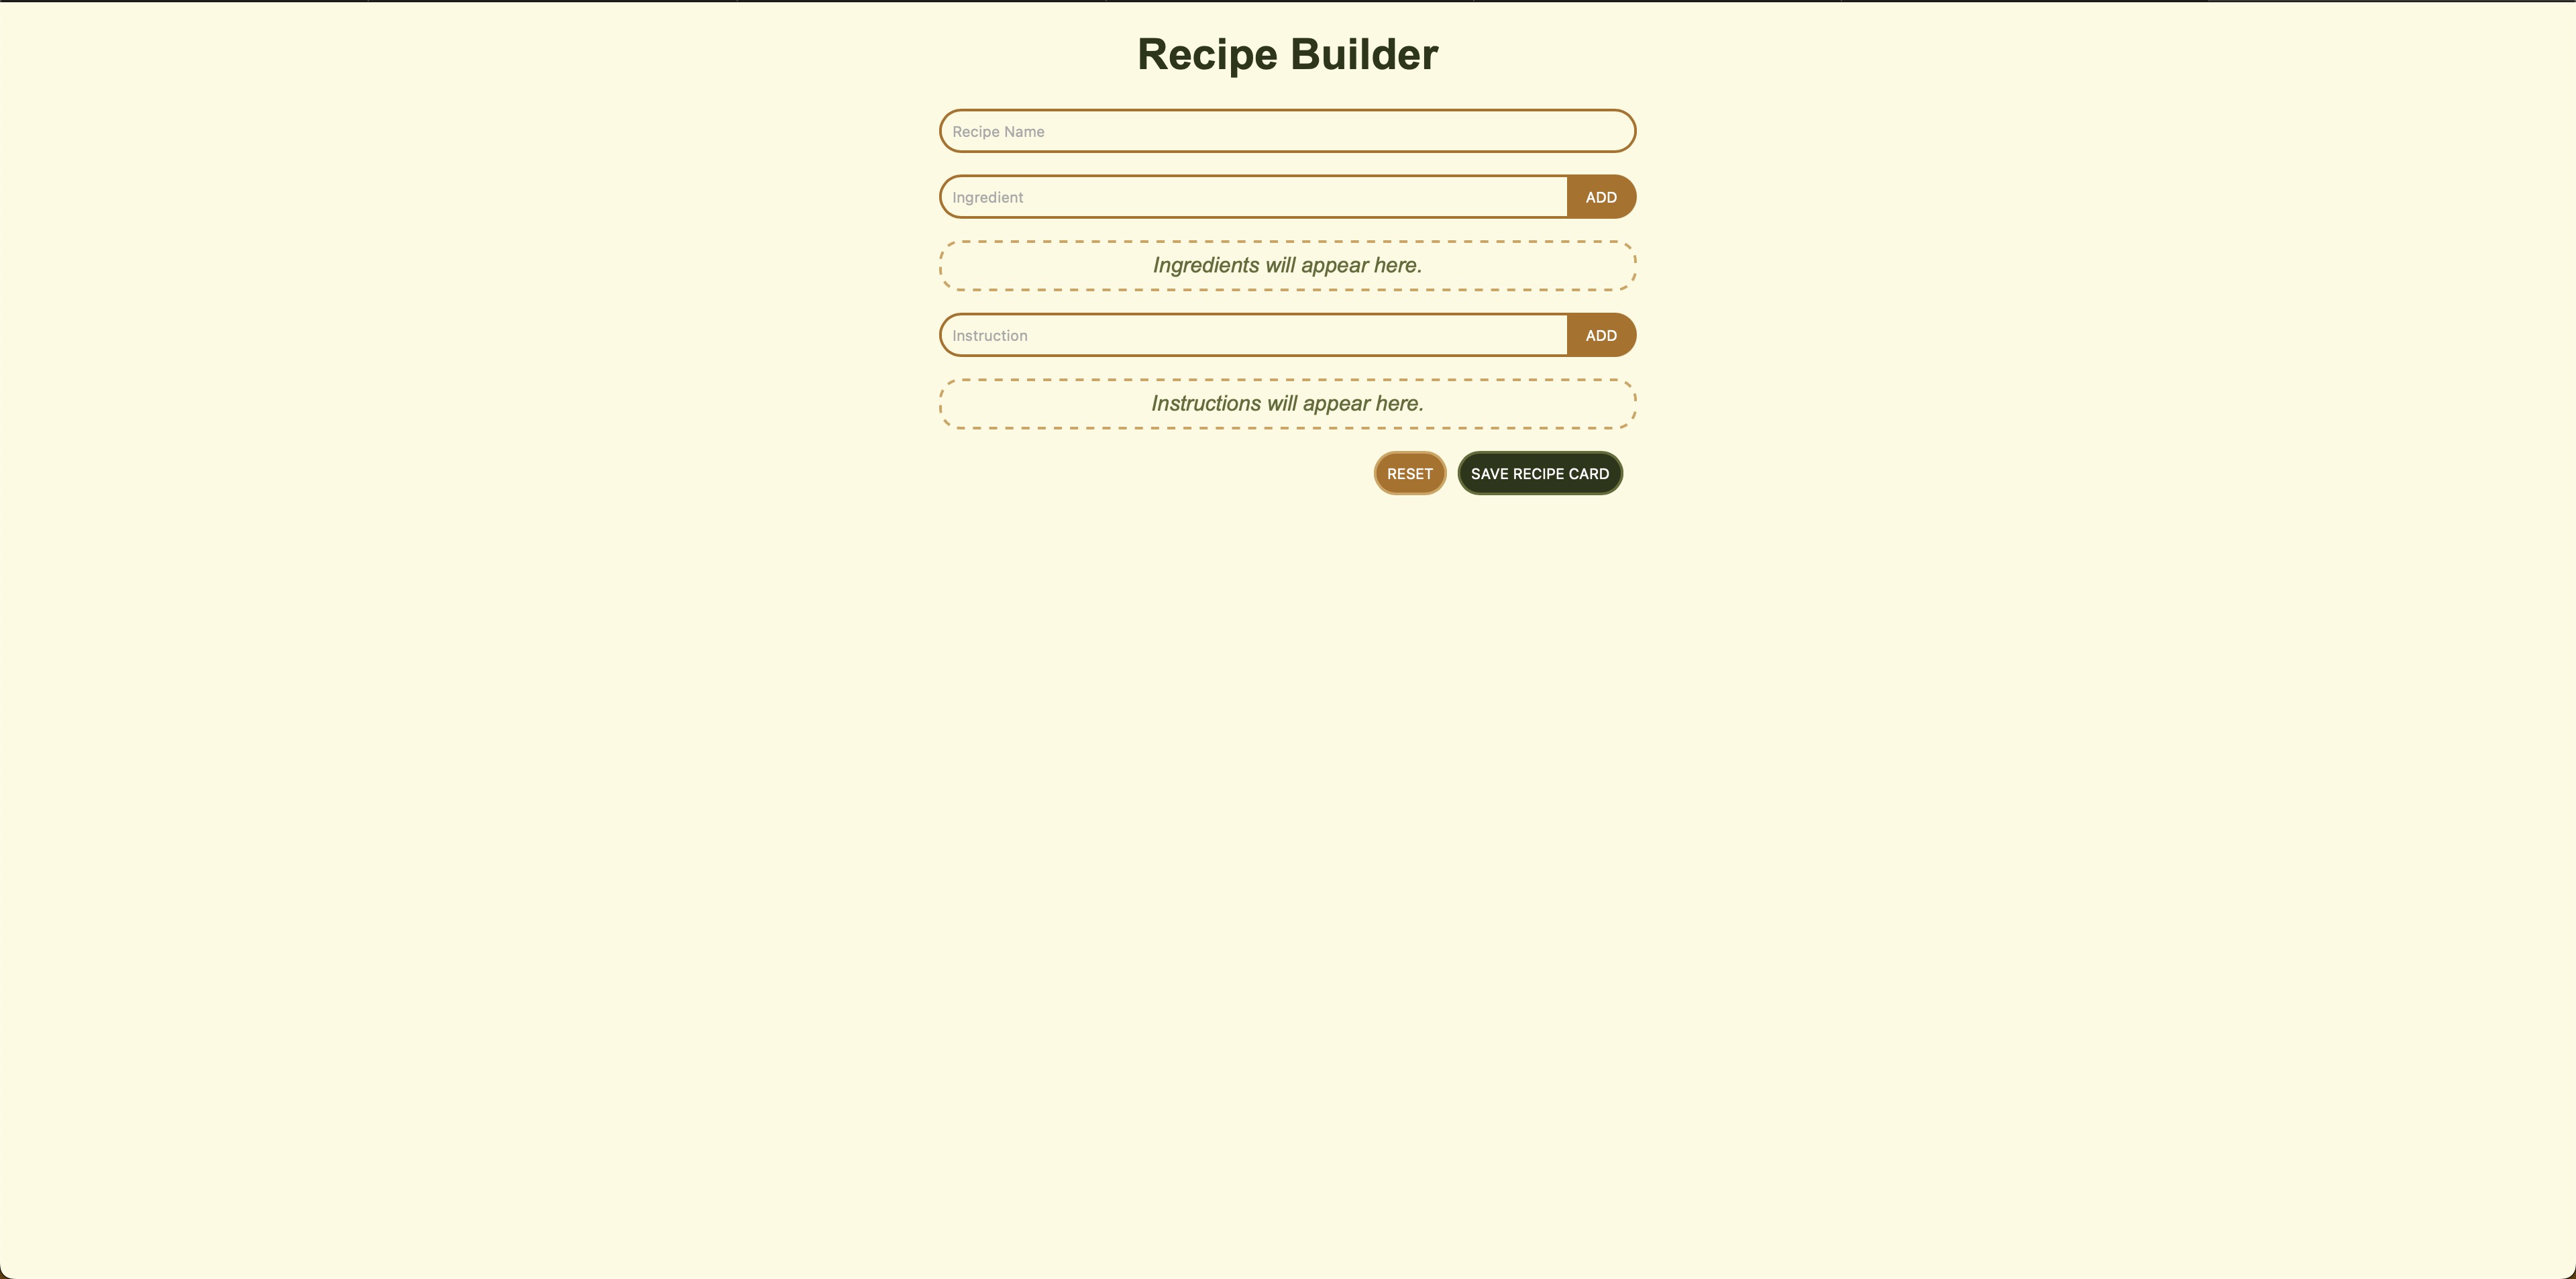 Recipe Builder
Recipe Name
Ingredient ADD
Ingredients will appear here.
Instruction ADD
Instructions will appear here.
RESET SAVE RECIPE CARD